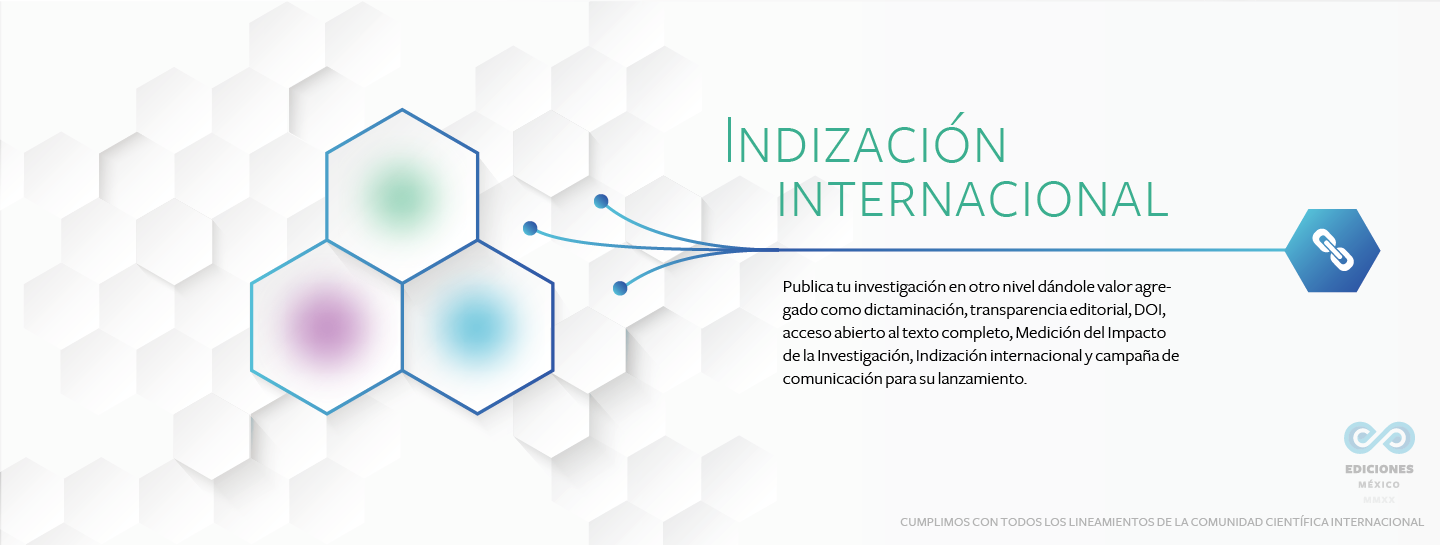 INDIZACIÓN
INTERNACIONAL
Publica tu investigación en otro nivel dándole valor agre-
gado como dictaminación, transparencia editorial, DOI,
acceso abierto al texto completo, Medición del Impacto
de la Investigación, Indización internacional y campaña de
comunicación para su lanzamiento.
EDICIONES
MÉXICO
MMXX
CUMPLIMOS CON TODOS LOS LINEAMIENTOS DE LA COMUNIDAD CIENTÍFICA INTERNACIONAL